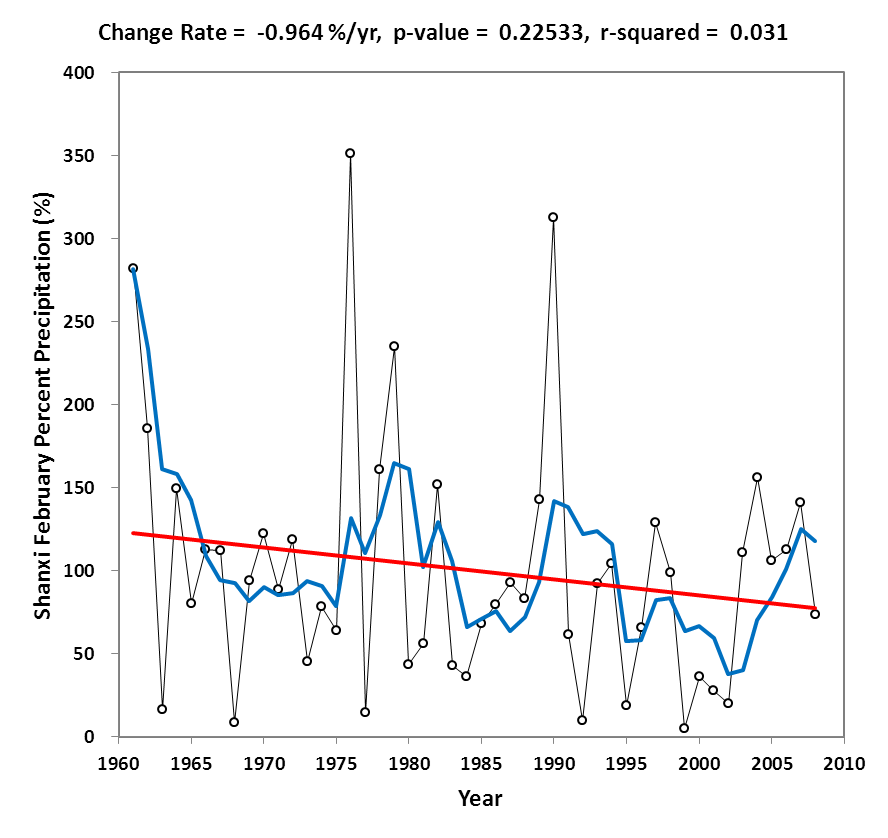 Change Rate = -0.964 %/yr, p-value = 0.22533, r-squared = 0.031
400
350
300
250
200
150
100
50
0
Shanxi February Percent Precipitation (%)
1960 1965 1970 1975 1980 1985 1990 1995 2000 2005 2010
Year